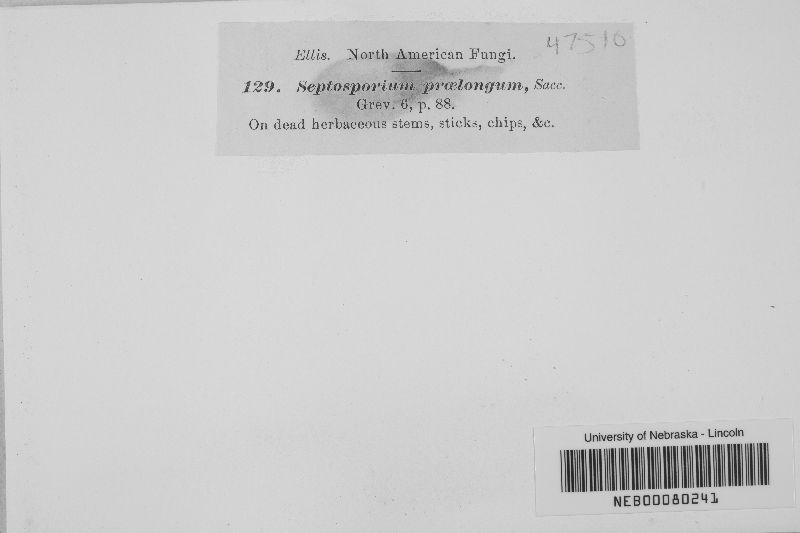 Ellis. North American Fungi.
47510
129. Septosporium prælongum, Sacc.
Grev. 6, p. 88.
On dead herbaceous stems, sticks, chips, &c.
University of Nebraska - Lincoln
NEB00080241